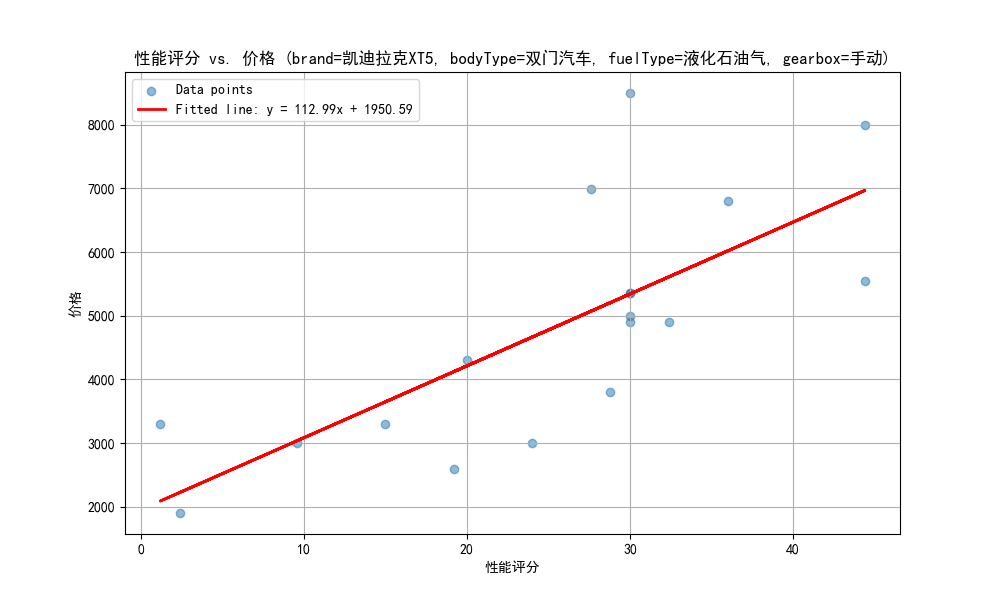 性能评分 vs. 价格 (brand=凯迪拉克XT5, bodyType=双门汽车, fuelType=液化石油气, gearbox=手动)
Data points
Fitted line: y = 112.99x + 1950.59
8000
7000
6000
5000
4000
3000
2000
价格
0 10 20 30 40
性能评分